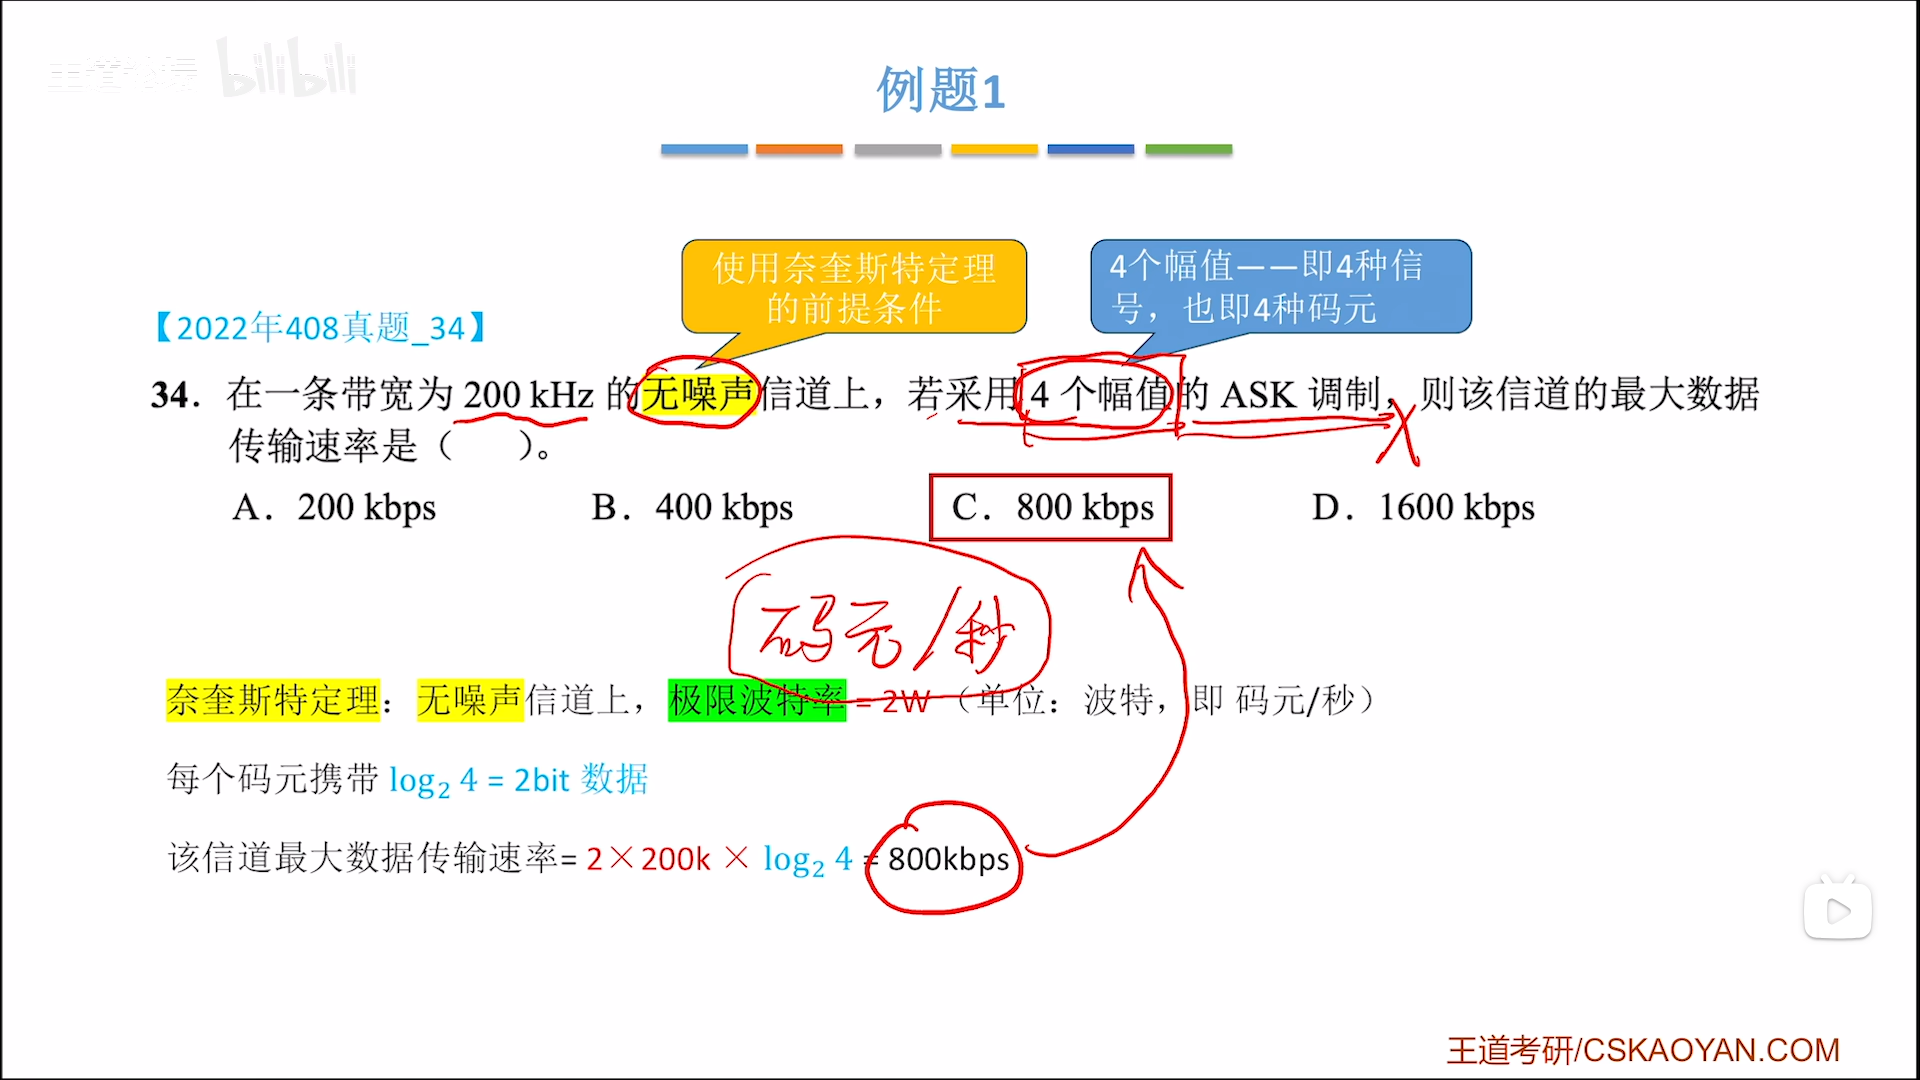 王道论坛 bilibili
例题1
使用奈奎斯特定理
的前提条件
4个幅值——即4种信
号，也即4种码元
【2022年408真题_34】
34．在一条带宽为 200 kHz 的无噪声信道上，若采用 4 个幅值的 ASK 调制，则该信道的最大数据
传输速率是（ ）。
A．200 kbps B．400 kbps C．800 kbps D．1600 kbps
码元/秒
奈奎斯特定理：无噪声信道上，极限波特率 = 2W（单位：波特，即 码元/秒）
每个码元携带 log₂ 4 = 2bit 数据
该信道最大数据传输速率= 2×200k × log₂ 4 = 800kbps
王道考研/CSKAOYAN.COM